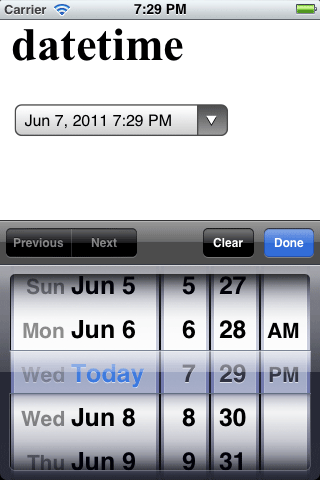 Carrier 7:29 PM
datetime
Jun 7, 2011 7:29 PM
Previous Next Clear Done
Sun Jun 5 5 27
Mon Jun 6 6 28 AM
Wed Today 7 29 PM
Wed Jun 8 8 30
Thu Jun 9 9 31